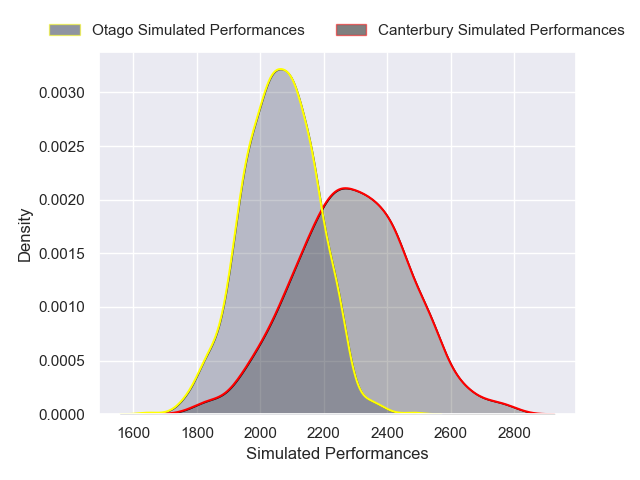 Otago Simulated Performances
Canterbury Simulated Performances
0.0030
0.0025
0.0020
0.0015
0.0010
0.0005
0.0000
Density
1600 1800 2000 2200 2400 2600 2800
Simulated Performances